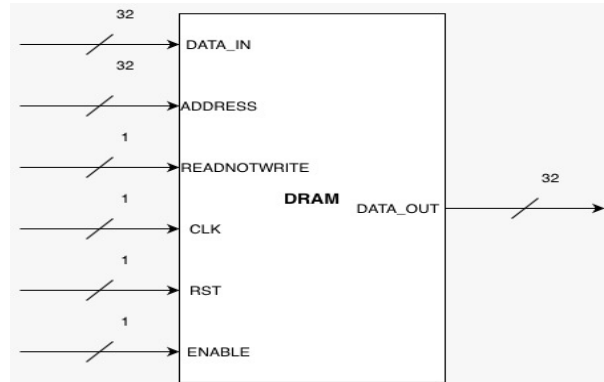 32
DATA_IN
32
ADDRESS
1
READNOTWRITE
32
DRAM
DATA_OUT
1
CLK
1
RST
1
ENABLE